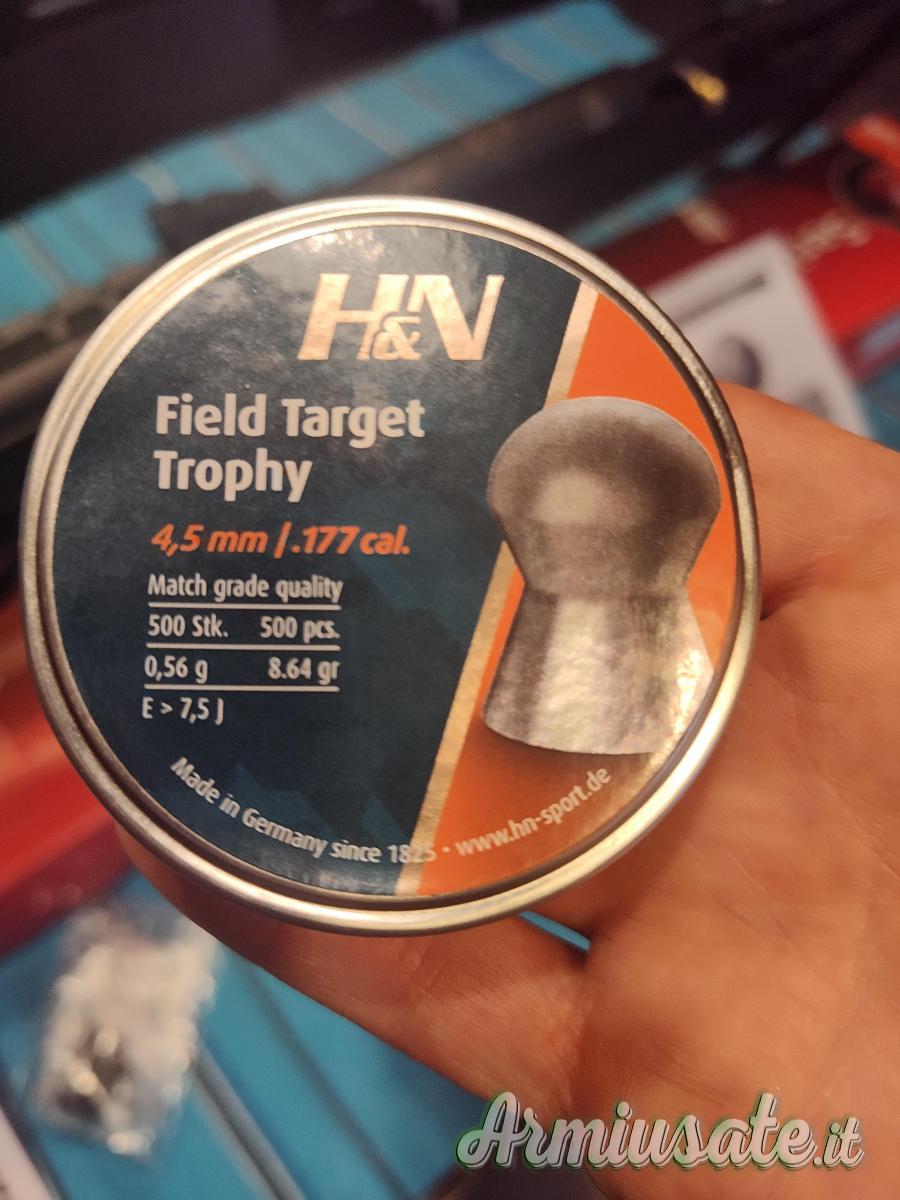 H&N
Field Target
Trophy
4,5 mm / .177 cal.
Match grade quality
500 Stk. 500 pcs.
0,56 g 8.64 gr
E > 7,5 J
Made in Germany since 1825 · www.hn-sport.de
Armiusate.it